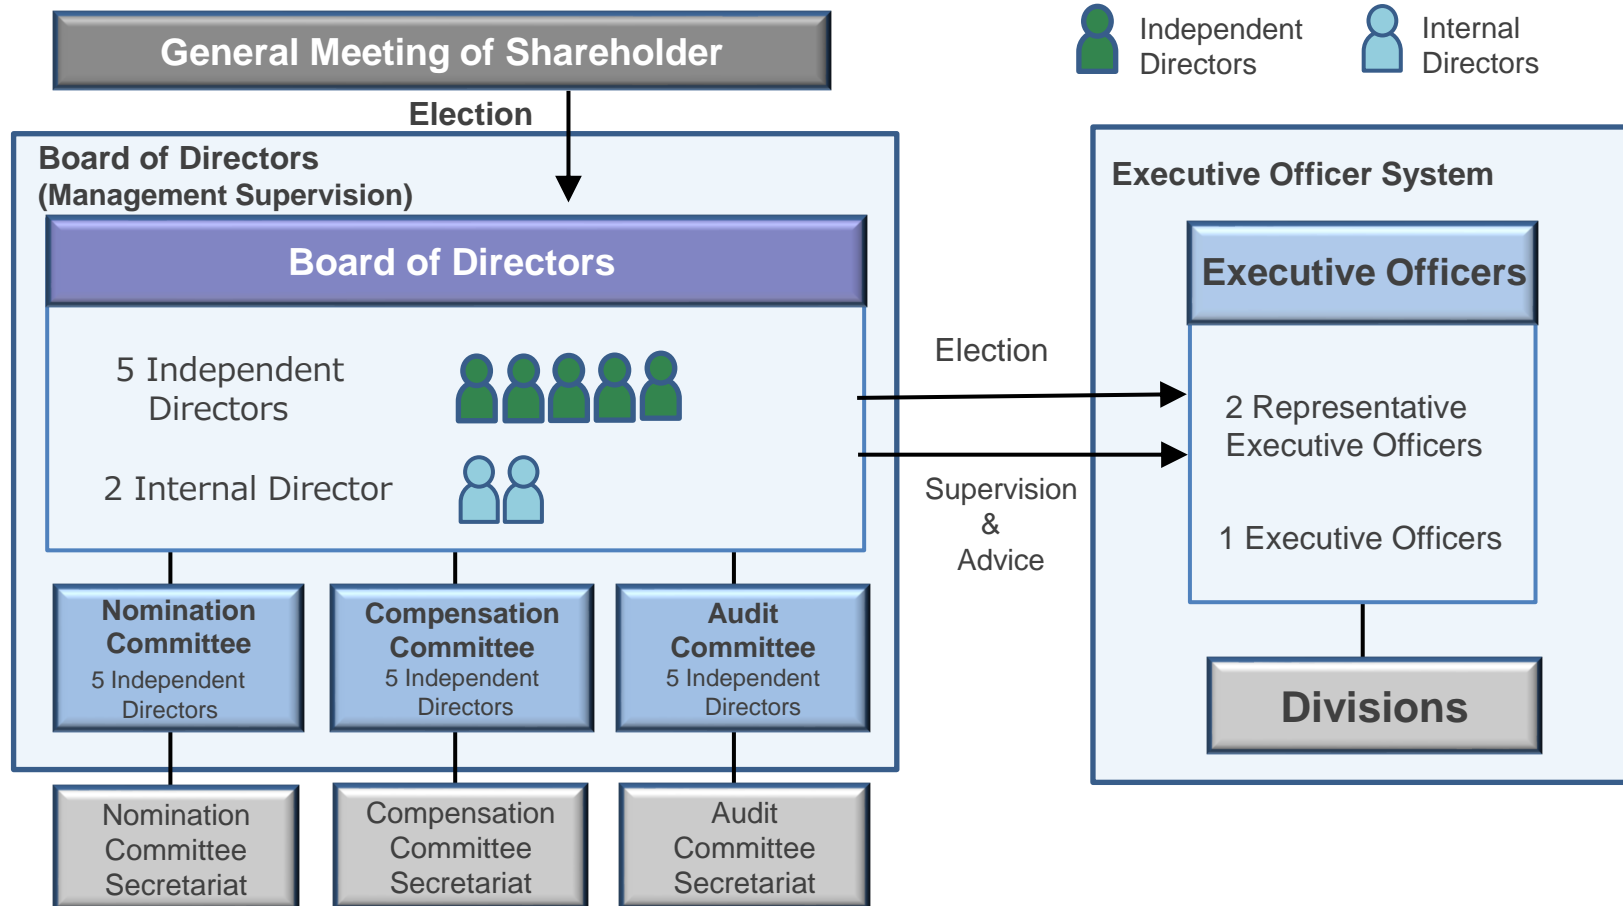 General Meeting of Shareholder
Independent
Directors
Internal
Directors
Election
Board of Directors
(Management Supervision)
Board of Directors
5 Independent
Directors
2 Internal Director
Nomination
Committee
5 Independent
Directors
Compensation
Committee
5 Independent
Directors
Audit
Committee
5 Independent
Directors
Nomination
Committee
Secretariat
Compensation
Committee
Secretariat
Audit
Committee
Secretariat
Election
Supervision
&
Advice
Executive Officer System
Executive Officers
2 Representative
Executive Officers
1 Executive Officers
Divisions